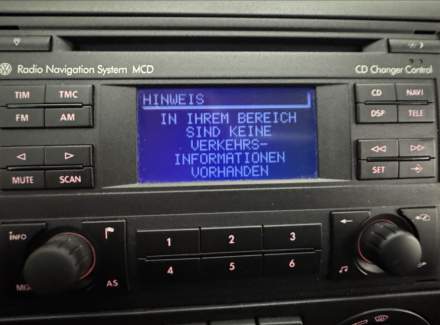 Radio Navigation System MCD
CD Changer Control
TIM TMC
FM AM
MUTE SCAN
HINWEIS
IN IHREM BEREICH
SIND KEINE
VERKEHRS-
INFORMATIONEN
VORHANDEN
CD NAVI
DSP TELE
SET
INFO
AS
1 2 3
4 5 6